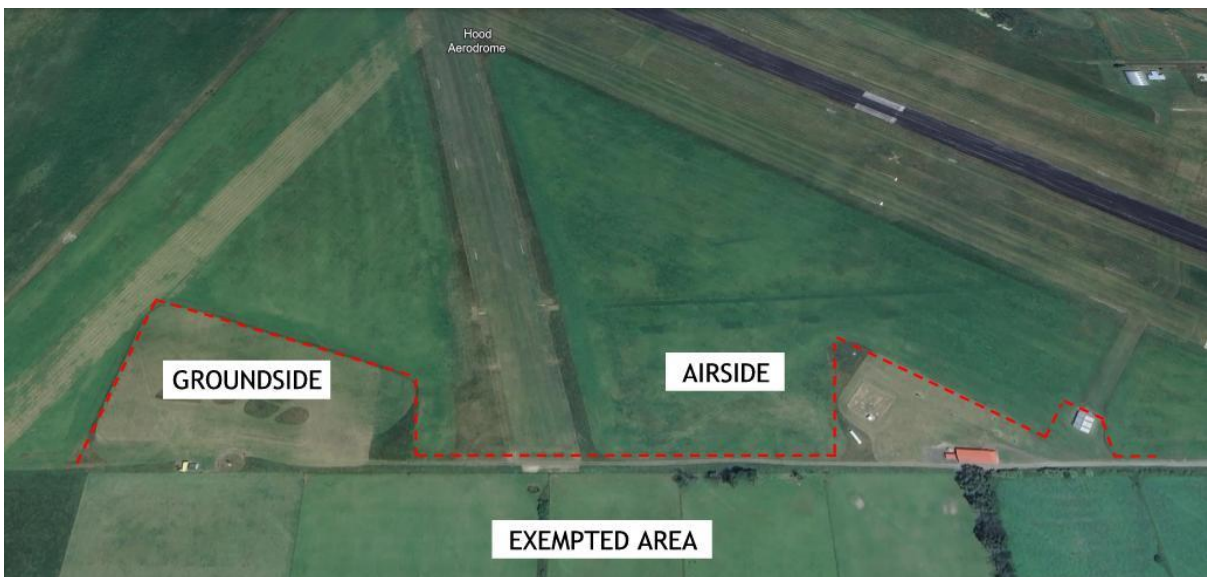 Hood
Aerodrome
GROUNDSIDE
AIRSIDE
EXEMPTED AREA